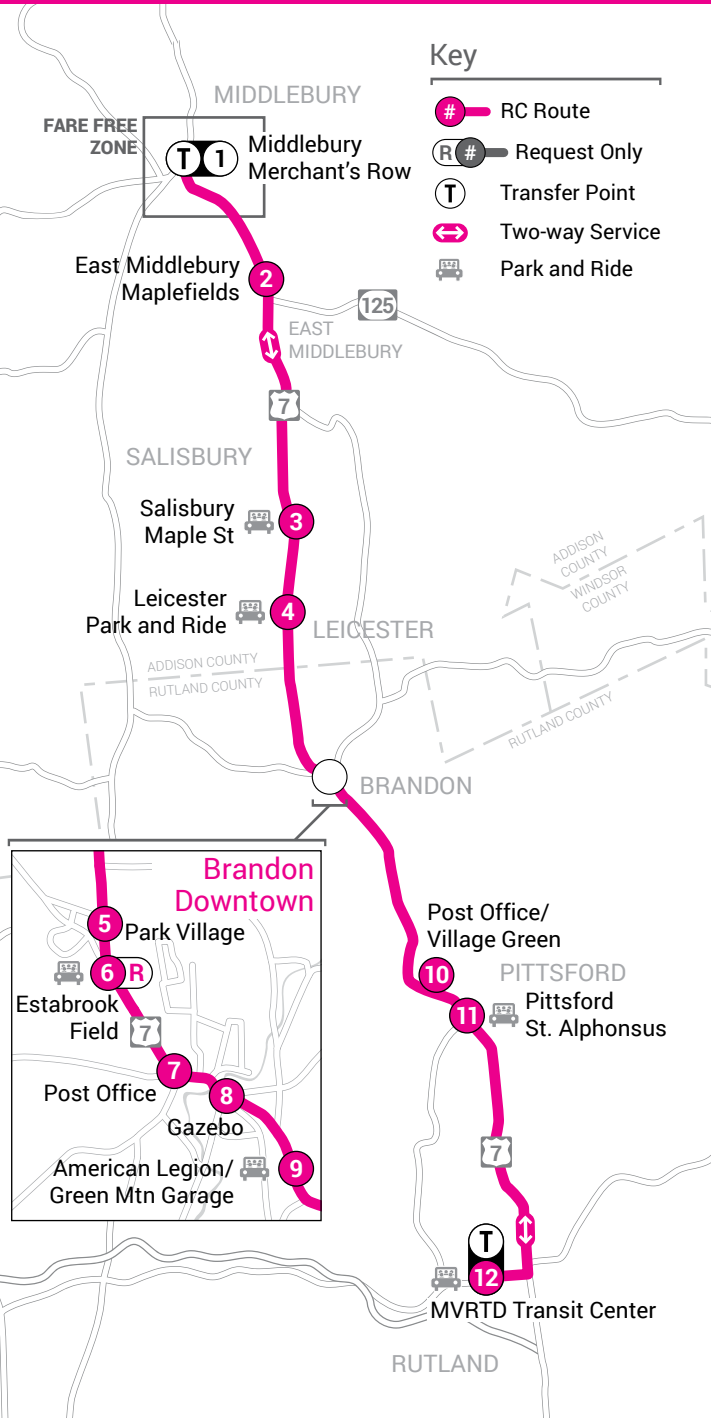 Key
# RC Route
R # Request Only
T Transfer Point
Two-way Service
Park and Ride
MIDDLEBURY
FARE FREE
ZONE
T 1
Middlebury
Merchant's Row
East Middlebury
Maplefields
2
125
EAST
MIDDLEBURY
7
SALISBURY
Salisbury
Maple St
3
Leicester
Park and Ride
4
LEICESTER
ADDISON
COUNTY
WINDSOR
COUNTY
ADDISON COUNTY
RUTLAND COUNTY
RUTLAND COUNTY
BRANDON
Brandon
Downtown
5
Park Village
6 R
Estabrook
Field
7
7
Post Office
8
Gazebo
American Legion/
Green Mtn Garage
9
Post Office/
Village Green
10
PITTSFORD
11
Pittsford
St. Alphonsus
7
T
12
MVRTD Transit Center
RUTLAND